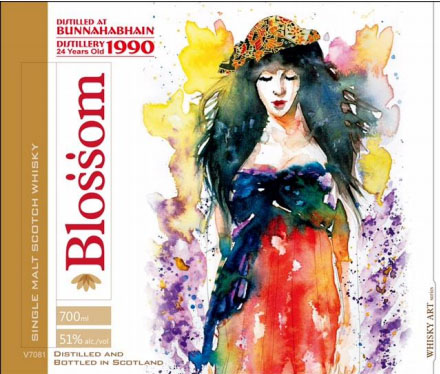 DISTILLED AT
BUNNAHABHAIN
DISTILLERY 1990
24 Years Old
Blossom
SINGLE MALT SCOTCH WHISKY
700ml
51% alc./vol
V7081
DISTILLED AND
BOTTLED IN SCOTLAND
WHISKY ART series